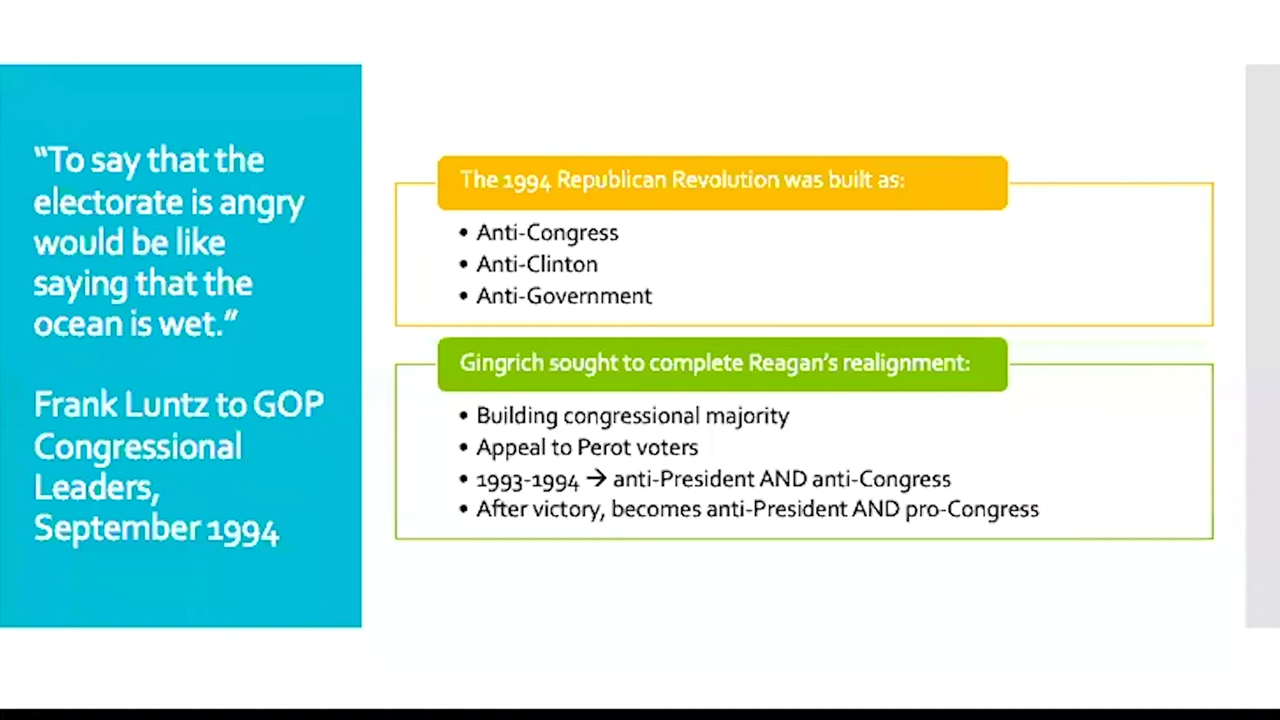 “To say that the
electorate is angry
would be like
saying that the
ocean is wet.”
Frank Luntz to GOP
Congressional
Leaders,
September 1994
The 1994 Republican Revolution was built as:
• Anti-Congress
• Anti-Clinton
• Anti-Government
Gingrich sought to complete Reagan’s realignment:
• Building congressional majority
• Appeal to Perot voters
• 1993-1994 → anti-President AND anti-Congress
• After victory, becomes anti-President AND pro-Congress